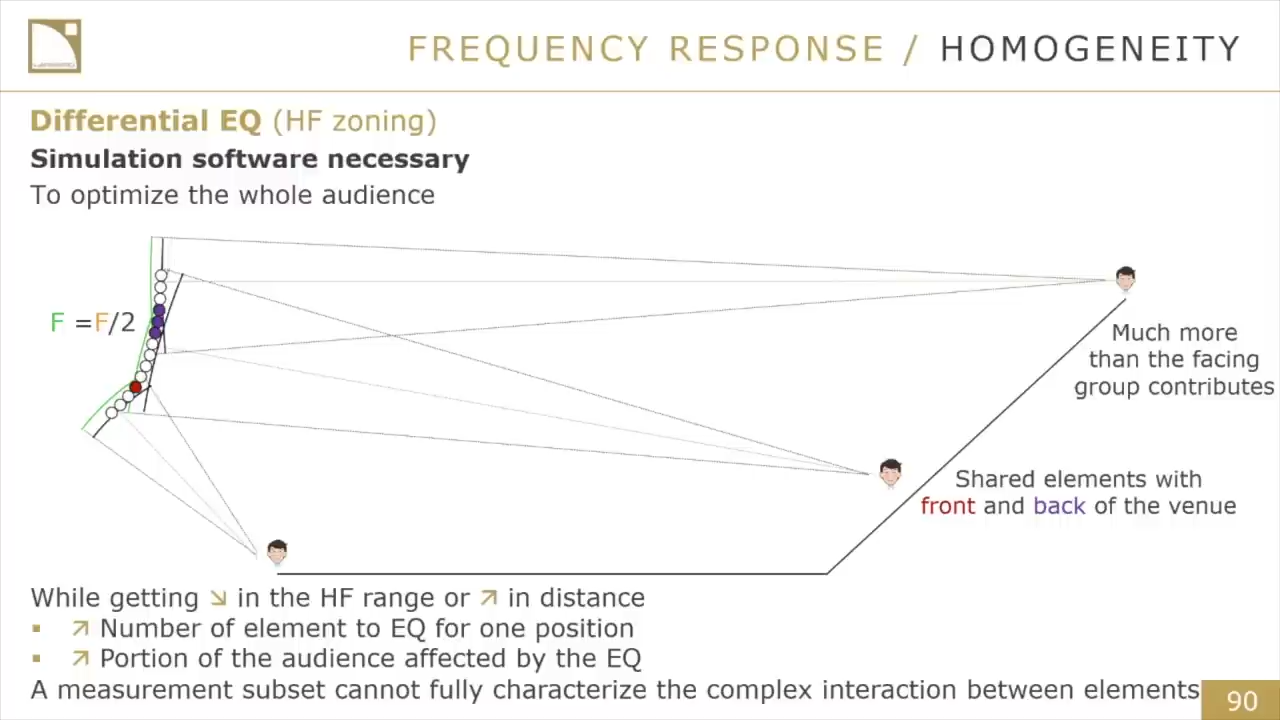 FREQUENCY RESPONSE / HOMOGENEITY
Differential EQ (HF zoning)
Simulation software necessary
To optimize the whole audience
F =F/2
Much more
than the facing
group contributes
Shared elements with
front and back of the venue
While getting ↘ in the HF range or ↗ in distance
▪ ↗ Number of element to EQ for one position
▪ ↗ Portion of the audience affected by the EQ
A measurement subset cannot fully characterize the complex interaction between elements
90